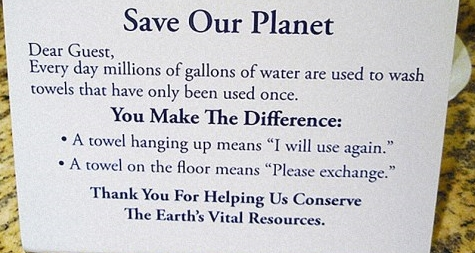 Save Our Planet
Dear Guest,
Every day millions of gallons of water are used to wash
towels that have only been used once.
You Make The Difference:
• A towel hanging up means “I will use again.”
• A towel on the floor means “Please exchange.”
Thank You For Helping Us Conserve
The Earth’s Vital Resources.